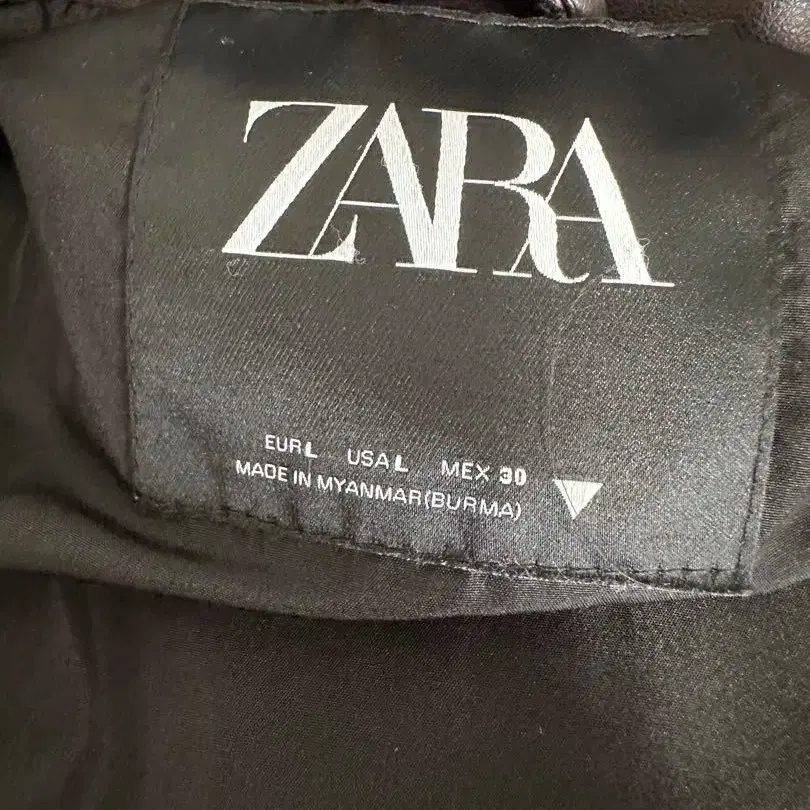 ZARA
EUR L USA L MEX 30
MADE IN MYANMAR(BURMA)